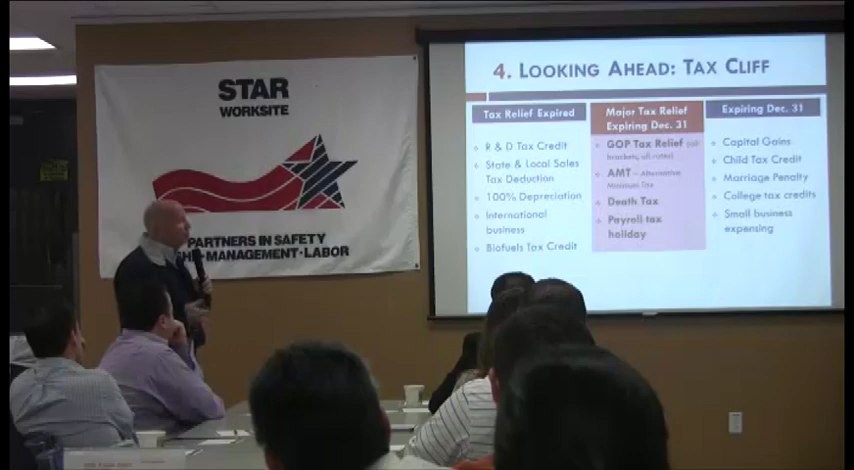 STAR
WORKSITE
PARTNERS IN SAFETY
MANAGEMENT·LABOR
4. LOOKING AHEAD: TAX CLIFF
Tax Relief Expired
R & D Tax Credit
State & Local Sales
Tax Deduction
100% Depreciation
International
business
Biofuels Tax Credit
Major Tax Relief
Expiring Dec. 31
GOP Tax Relief (all
brackets, all rates)
AMT – Alternative
Minimum Tax
Death Tax
Payroll tax
holiday
Expiring Dec. 31
Capital Gains
Child Tax Credit
Marriage Penalty
College tax credits
Small business
expensing